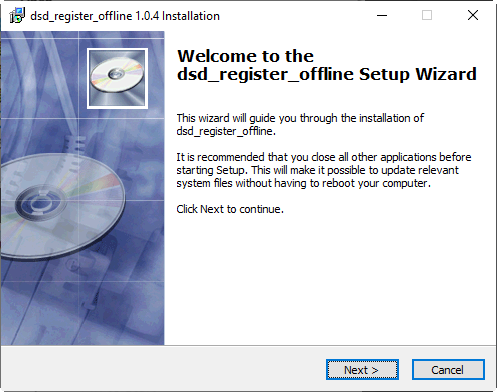 dsd_register_offline 1.0.4 Installation
Welcome to the
dsd_register_offline Setup Wizard
This wizard will guide you through the installation of
dsd_register_offline.
It is recommended that you close all other applications before
starting Setup. This will make it possible to update relevant
system files without having to reboot your computer.
Click Next to continue.
Next >
Cancel